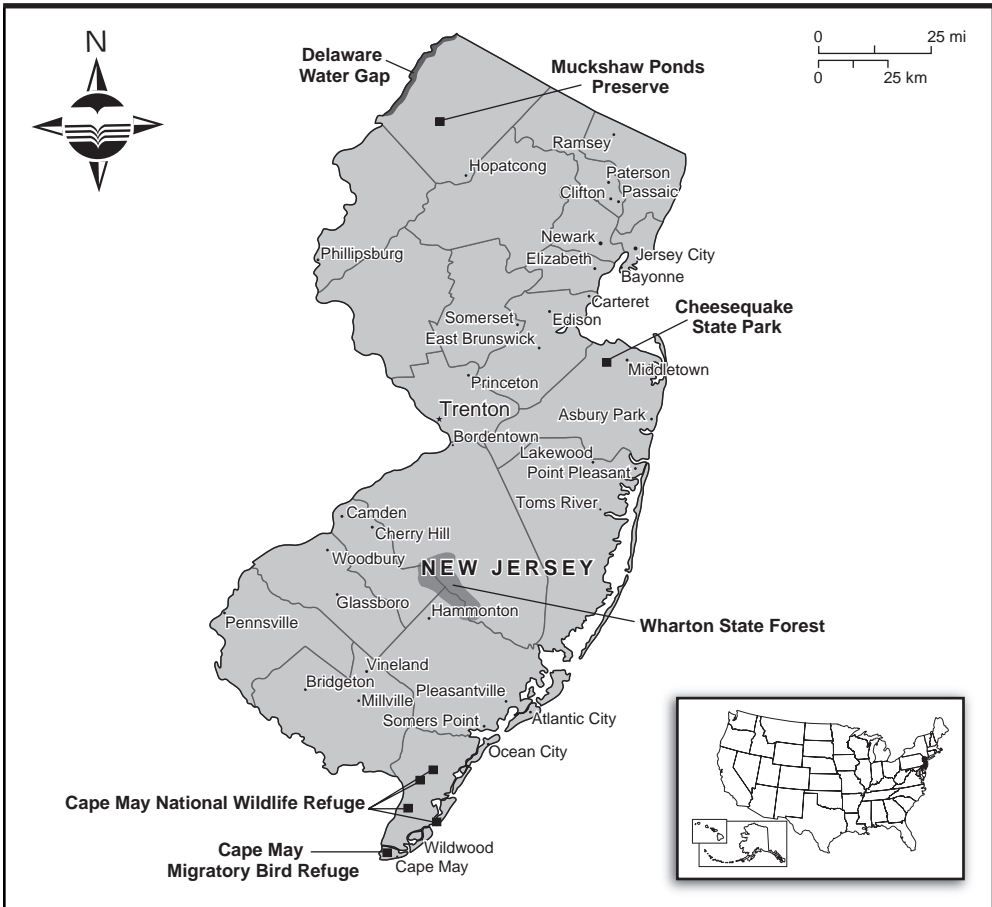 N
0 25 mi
0 25 km
Delaware
Water Gap
Muckshaw Ponds
Preserve
Ramsey
Hopatcong
Paterson
Clifton
Passaic
Newark
Jersey City
Phillipsburg
Elizabeth
Bayonne
Carteret
Cheesequake
State Park
Somerset
Edison
East Brunswick
Middletown
Princeton
Trenton
Asbury Park
Bordentown
Lakewood
Point Pleasant
Toms River
Camden
Cherry Hill
Woodbury
NEW JERSEY
Glassboro
Hammonton
Pennsville
Wharton State Forest
Vineland
Bridgeton
Pleasantville
Millville
Somers Point
Atlantic City
Ocean City
Cape May National Wildlife Refuge
Wildwood
Cape May
Migratory Bird Refuge
Cape May